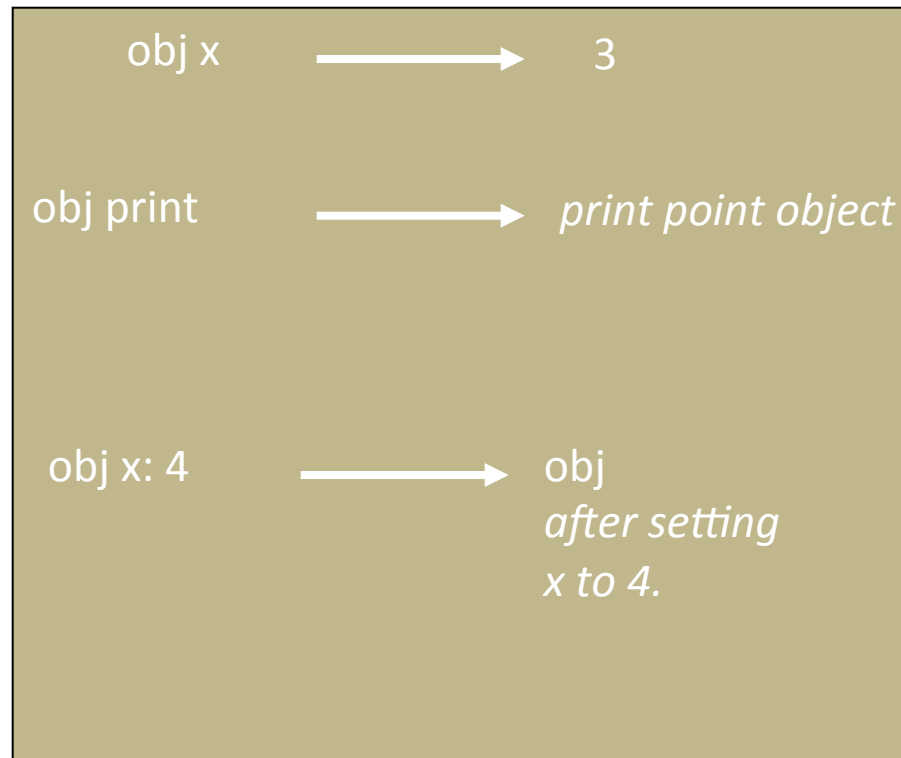 obj x 3
obj print print point object
obj x: 4 obj
after setting
x to 4.